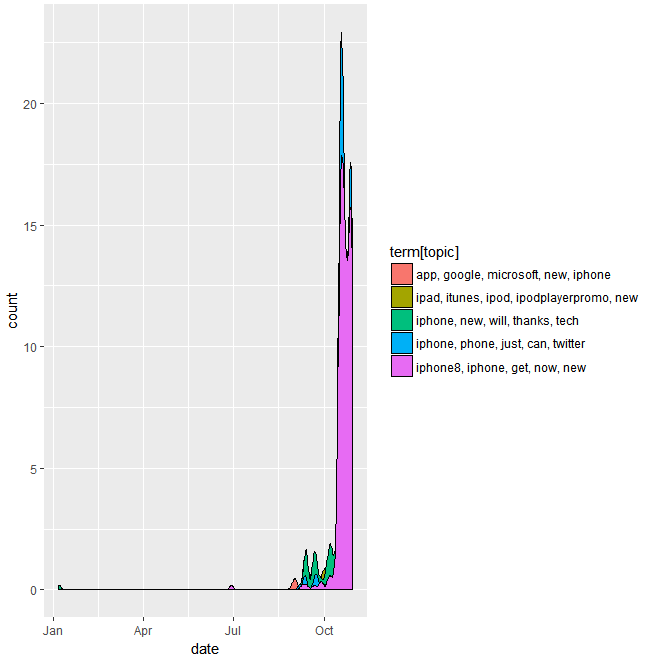 20
15
10
5
0
count
Jan Apr Jul Oct
date
term[topic]
app, google, microsoft, new, iphone
ipad, itunes, ipod, ipodplayerpromo, new
iphone, new, will, thanks, tech
iphone, phone, just, can, twitter
iphone8, iphone, get, now, new